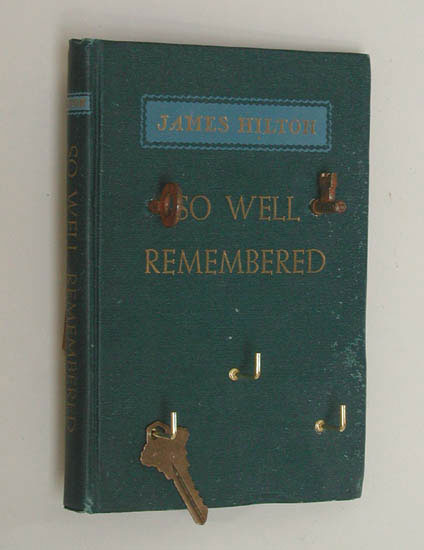 JAMES HILTON
SO WELL
REMEMBERED
SO WELL REMEMBERED